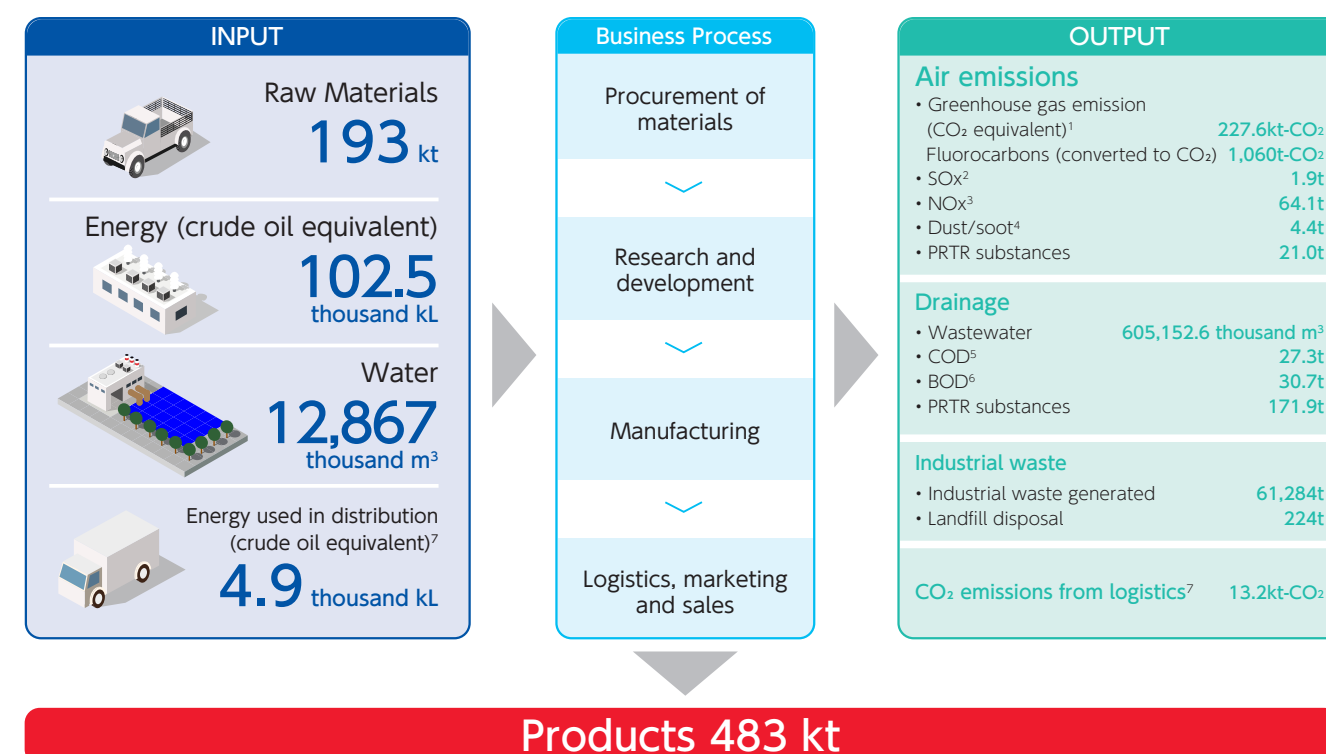 INPUT
Raw Materials
193 kt
Energy (crude oil equivalent)
102.5
thousand kL
Water
12,867
thousand m³
Energy used in distribution
(crude oil equivalent)⁷
4.9 thousand kL
Business Process
Procurement of
materials
Research and
development
Manufacturing
Logistics, marketing
and sales
OUTPUT
Air emissions
• Greenhouse gas emission
(CO₂ equivalent)¹ 227.6kt-CO₂
Fluorocarbons (converted to CO₂) 1,060t-CO₂
• SOx² 1.9t
• NOx³ 64.1t
• Dust/soot⁴ 4.4t
• PRTR substances 21.0t
Drainage
• Wastewater 605,152.6 thousand m³
• COD⁵ 27.3t
• BOD⁶ 30.7t
• PRTR substances 171.9t
Industrial waste
• Industrial waste generated 61,284t
• Landfill disposal 224t
CO₂ emissions from logistics⁷ 13.2kt-CO₂
Products 483 kt